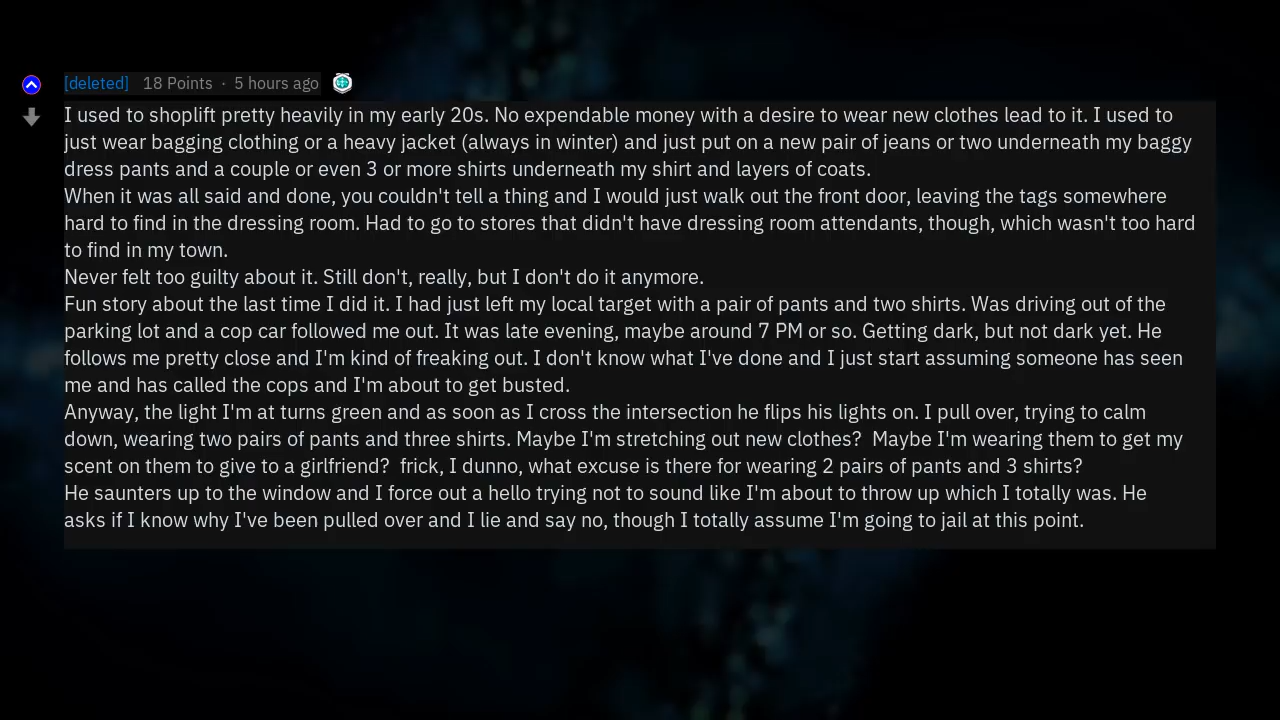 [deleted] 18 Points · 5 hours ago
I used to shoplift pretty heavily in my early 20s. No expendable money with a desire to wear new clothes lead to it. I used to
just wear bagging clothing or a heavy jacket (always in winter) and just put on a new pair of jeans or two underneath my baggy
dress pants and a couple or even 3 or more shirts underneath my shirt and layers of coats.
When it was all said and done, you couldn't tell a thing and I would just walk out the front door, leaving the tags somewhere
hard to find in the dressing room. Had to go to stores that didn't have dressing room attendants, though, which wasn't too hard
to find in my town.
Never felt too guilty about it. Still don't, really, but I don't do it anymore.
Fun story about the last time I did it. I had just left my local target with a pair of pants and two shirts. Was driving out of the
parking lot and a cop car followed me out. It was late evening, maybe around 7 PM or so. Getting dark, but not dark yet. He
follows me pretty close and I'm kind of freaking out. I don't know what I've done and I just start assuming someone has seen
me and has called the cops and I'm about to get busted.
Anyway, the light I'm at turns green and as soon as I cross the intersection he flips his lights on. I pull over, trying to calm
down, wearing two pairs of pants and three shirts. Maybe I'm stretching out new clothes? Maybe I'm wearing them to get my
scent on them to give to a girlfriend? frick, I dunno, what excuse is there for wearing 2 pairs of pants and 3 shirts?
He saunters up to the window and I force out a hello trying not to sound like I'm about to throw up which I totally was. He
asks if I know why I've been pulled over and I lie and say no, though I totally assume I'm going to jail at this point.